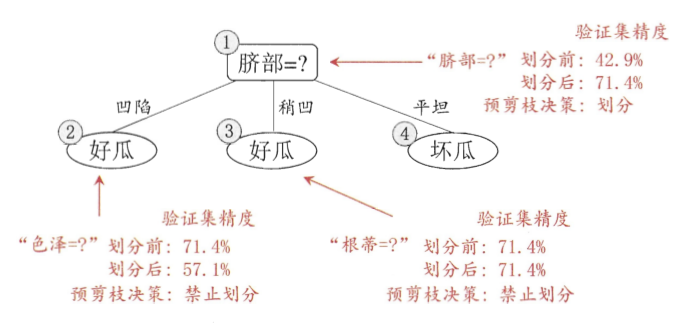 验证集精度
①
脐部=?
“脐部=?” 划分前: 42.9%
划分后: 71.4%
预剪枝决策: 划分
凹陷
稍凹
平坦
②
好瓜
③
好瓜
④
坏瓜
验证集精度
“色泽=?” 划分前: 71.4%
划分后: 57.1%
预剪枝决策: 禁止划分
验证集精度
“根蒂=?” 划分前: 71.4%
划分后: 71.4%
预剪枝决策: 禁止划分